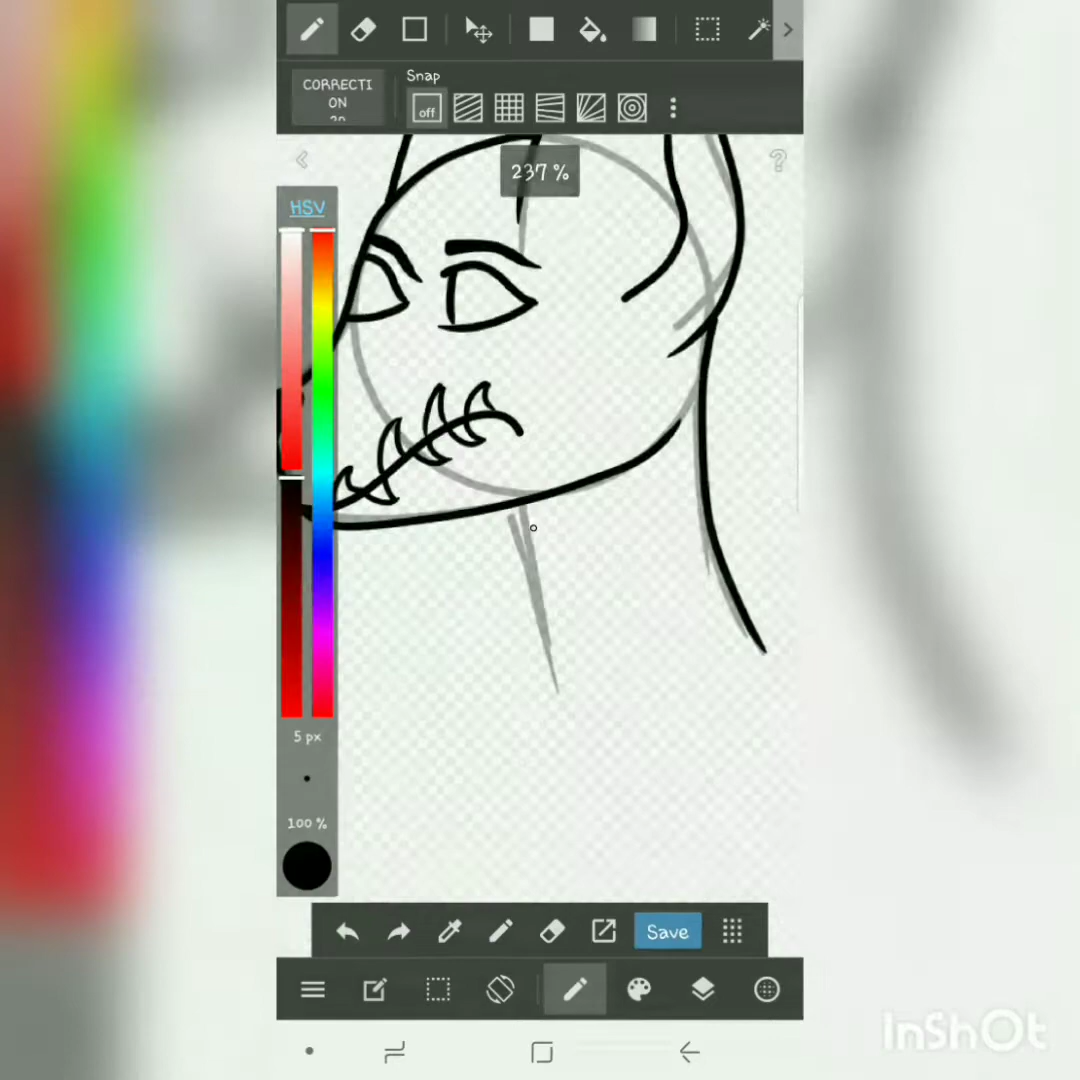 CORRECTI
ON
Snap
off
237 %
HSV
5 px
100 %
Save
InShOt